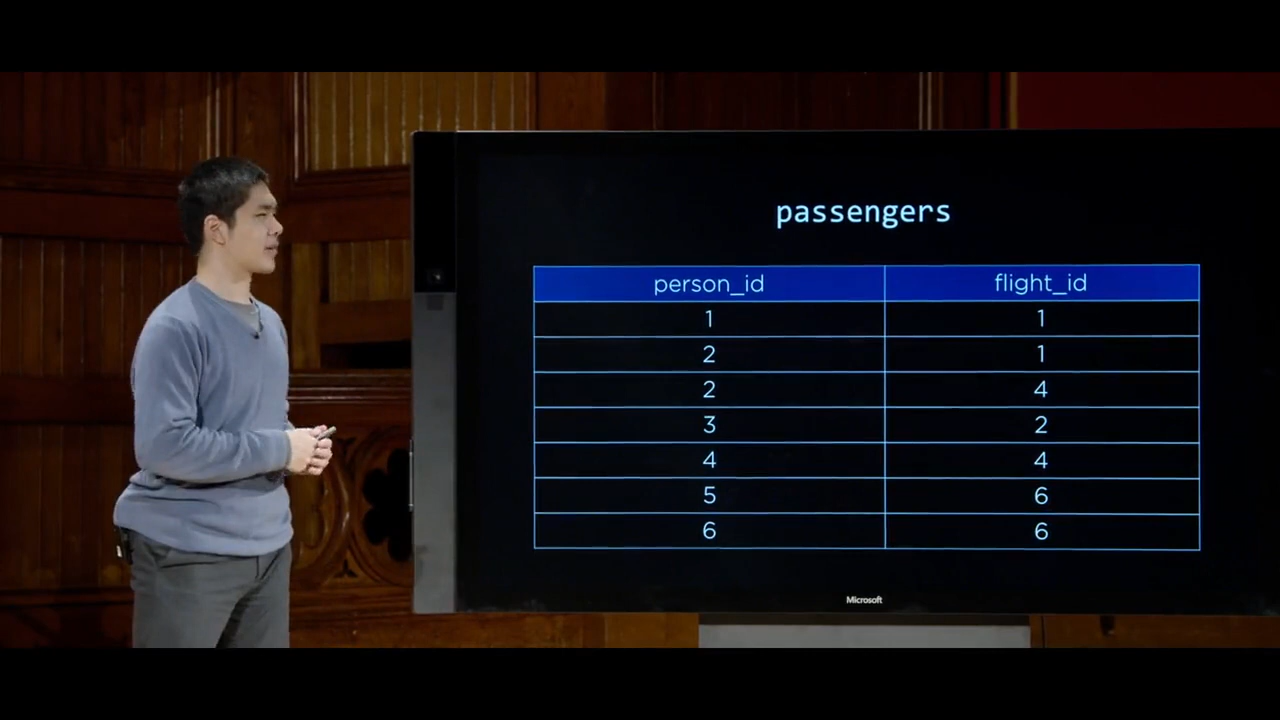 passengers
person_id flight_id
1 1
2 1
2 4
3 2
4 4
5 6
6 6
Microsoft